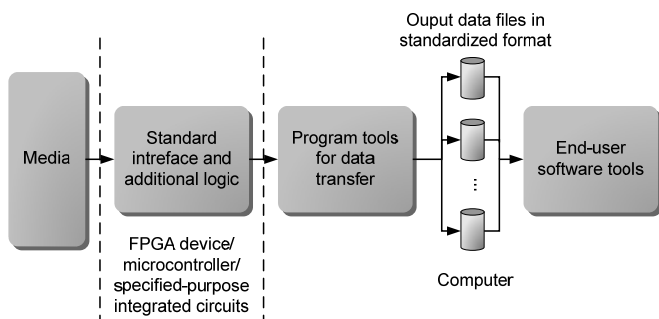 Ouput data files in
standardized format
Media
Standard
intreface and
additional logic
Program tools
for data
transfer
...
End-user
software tools
FPGA device/
microcontroller/
specified-purpose
integrated circuits
Computer